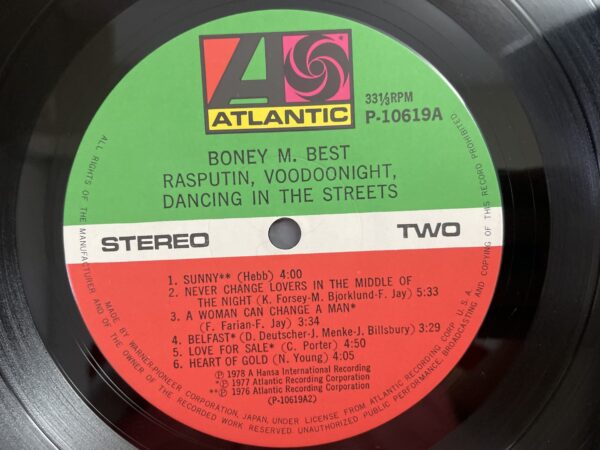 ATLANTIC
33⅓RPM
P-10619A
BONEY M. BEST
RASPUTIN, VOODOONIGHT,
DANCING IN THE STREETS
STEREO
TWO
1. SUNNY** (Hebb) 4:00
2. NEVER CHANGE LOVERS IN THE MIDDLE OF
THE NIGHT (K. Forsey-M. Bjorklund-F. Jay) 5:33
3. A WOMAN CAN CHANGE A MAN*
(F. Farian-F. Jay) 3:34
4. BELFAST* (D. Deutscher-J. Menke-J. Billsbury) 3:29
5. LOVE FOR SALE* (C. Porter) 4:50
6. HEART OF GOLD (N. Young) 4:05
Ⓟ 1978 A Hansa International Recording
*Ⓟ 1977 Atlantic Recording Corporation
**Ⓟ 1976 Atlantic Recording Corporation
(P-10619A2)
MADE BY WARNER-PIONEER CORPORATION, JAPAN, UNDER LICENSE FROM ATLANTIC RECORDING CORP. U.S.A.
ALL RIGHTS OF THE MANUFACTURER AND OF THE OWNER OF THE RECORDED WORK RESERVED UNAUTHORIZED PUBLIC PERFORMANCE, BROADCASTING AND COPYING OF THIS RECORD PROHIBITED.